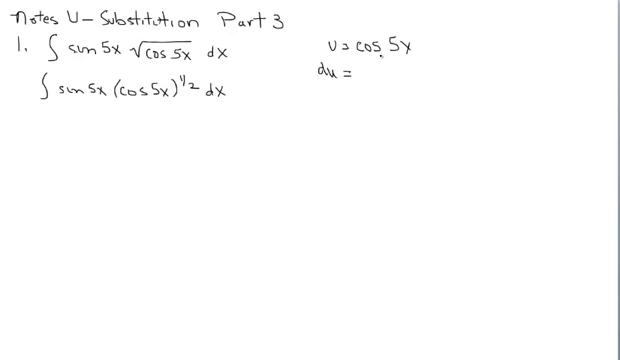 Notes U-Substitution Part 3
1. ∫ sin 5x √cos 5x dx
∫ sin 5x (cos 5x)^1/2 dx
u = cos 5x
du =